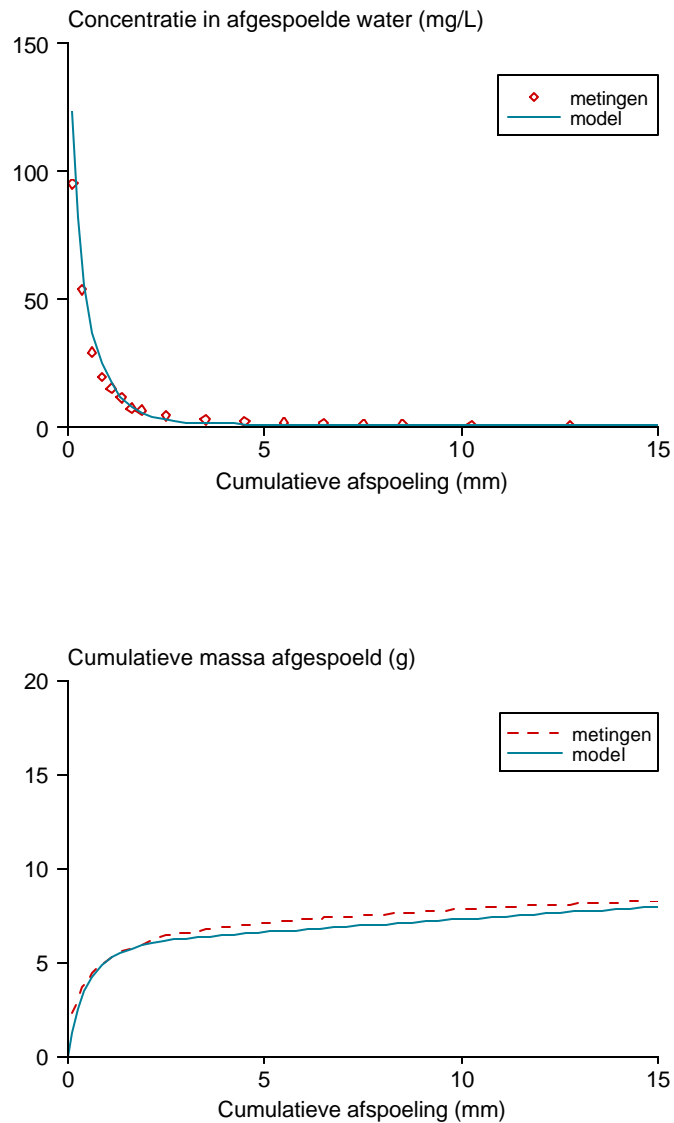 Concentratie in afgespoelde water (mg/L)
150
metingen
model
100
50
0
0 5 10 15
Cumulatieve afspoeling (mm)
Cumulatieve massa afgespoeld (g)
20
metingen
model
15
10
5
0
0 5 10 15
Cumulatieve afspoeling (mm)